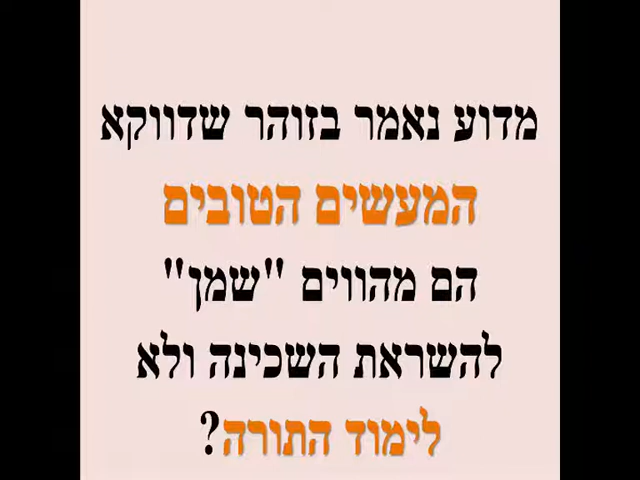 מדוע נאמר בזוהר שדווקא
המעשים הטובים
הם מהווים "שמן"
להשראת השכינה ולא
לימוד התורה?